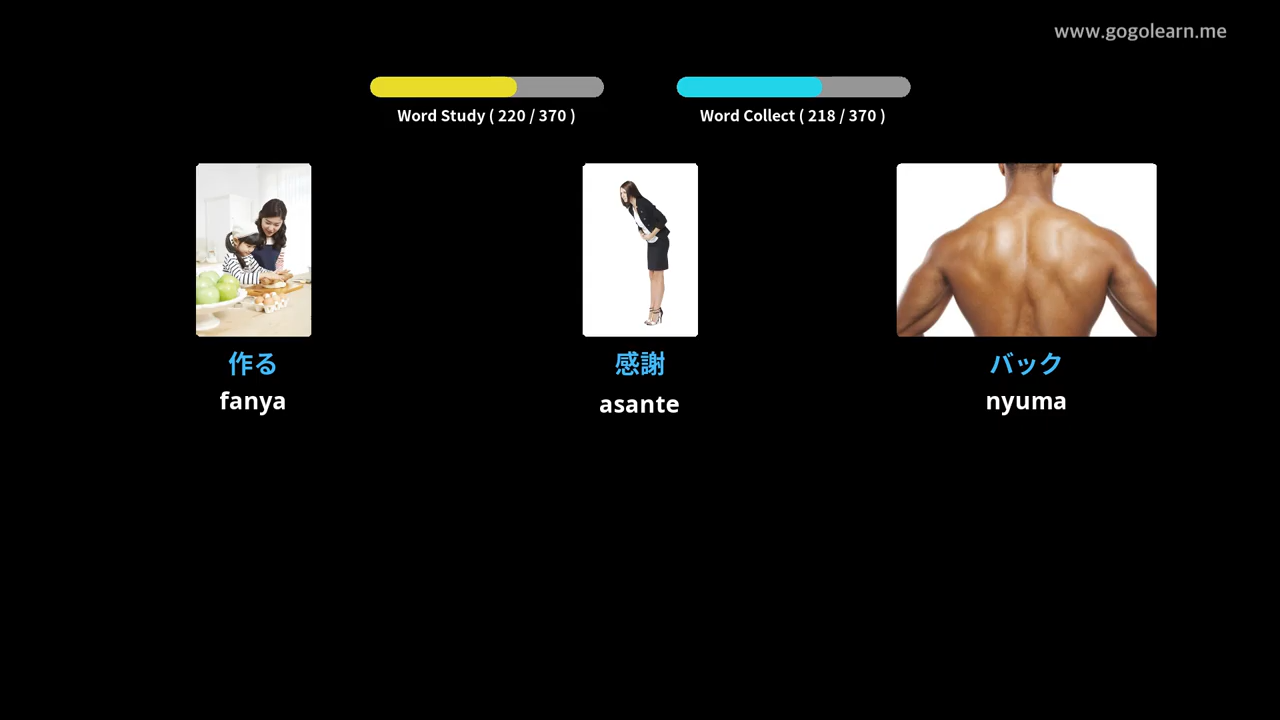 www.gogolearn.me
Word Study ( 220 / 370 )
Word Collect ( 218 / 370 )
作る
fanya
感謝
asante
バック
nyuma